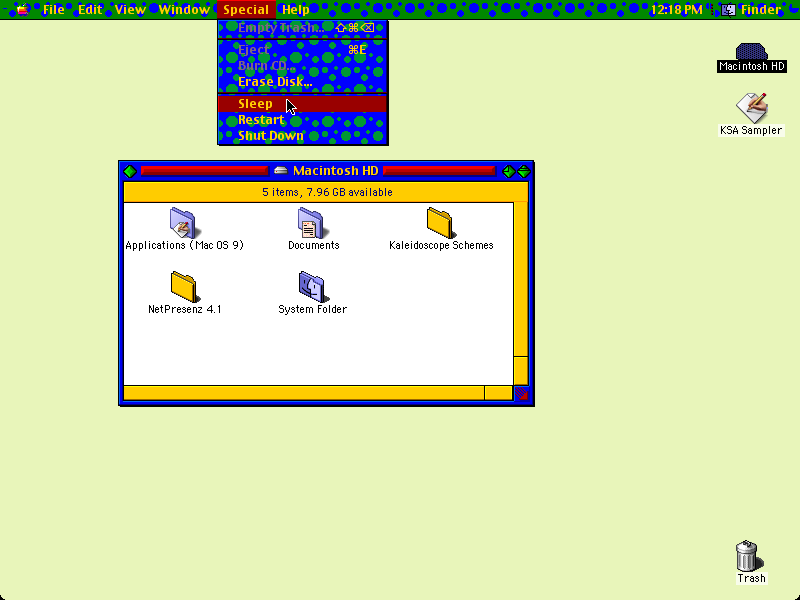 File Edit View Window Special Help 12:18 PM Finder
Empty Trash... ⇧⌘⌫
Eject ⌘E
Burn CD...
Erase Disk...
Sleep
Restart
Shut Down
Macintosh HD
KSA Sampler
Macintosh HD
5 items, 7.96 GB available
Applications (Mac OS 9) Documents Kaleidoscope Schemes
NetPresenz 4.1 System Folder
Trash